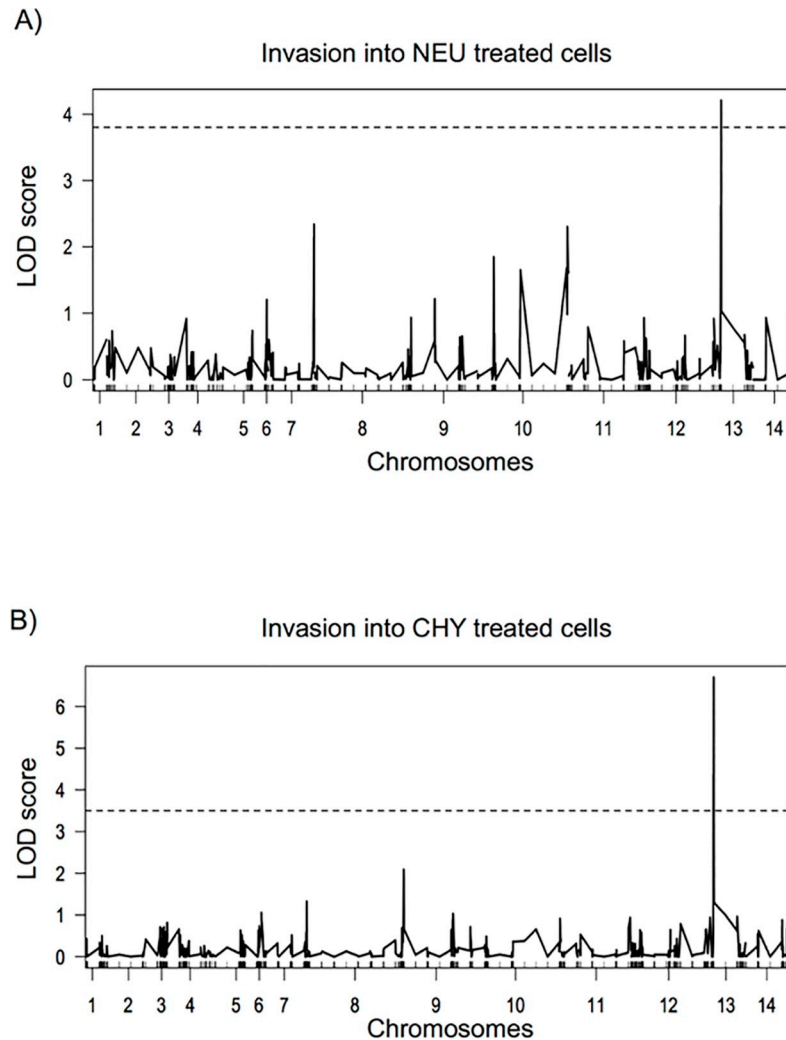 A)
Invasion into NEU treated cells
4
3
2
1
0
LOD score
1 2 3 4 5 6 7 8 9 10 11 12 13 14
Chromosomes
B)
Invasion into CHY treated cells
6
5
4
3
2
1
0
LOD score
1 2 3 4 5 6 7 8 9 10 11 12 13 14
Chromosomes